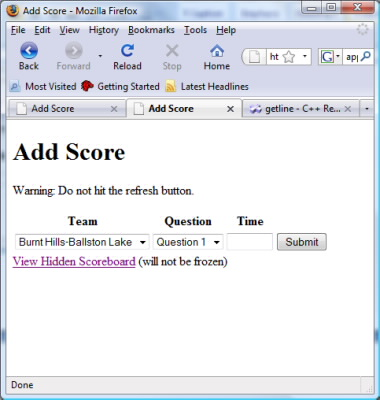 Add Score - Mozilla Firefox
File Edit View History Bookmarks Tools Help
Back Forward Reload Stop Home ht G app
Most Visited Getting Started Latest Headlines
Add Score Add Score getline - C++ Re...
Add Score
Warning: Do not hit the refresh button.
Team Question Time
Burnt Hills-Ballston Lake Question 1 Submit
View Hidden Scoreboard (will not be frozen)
Done